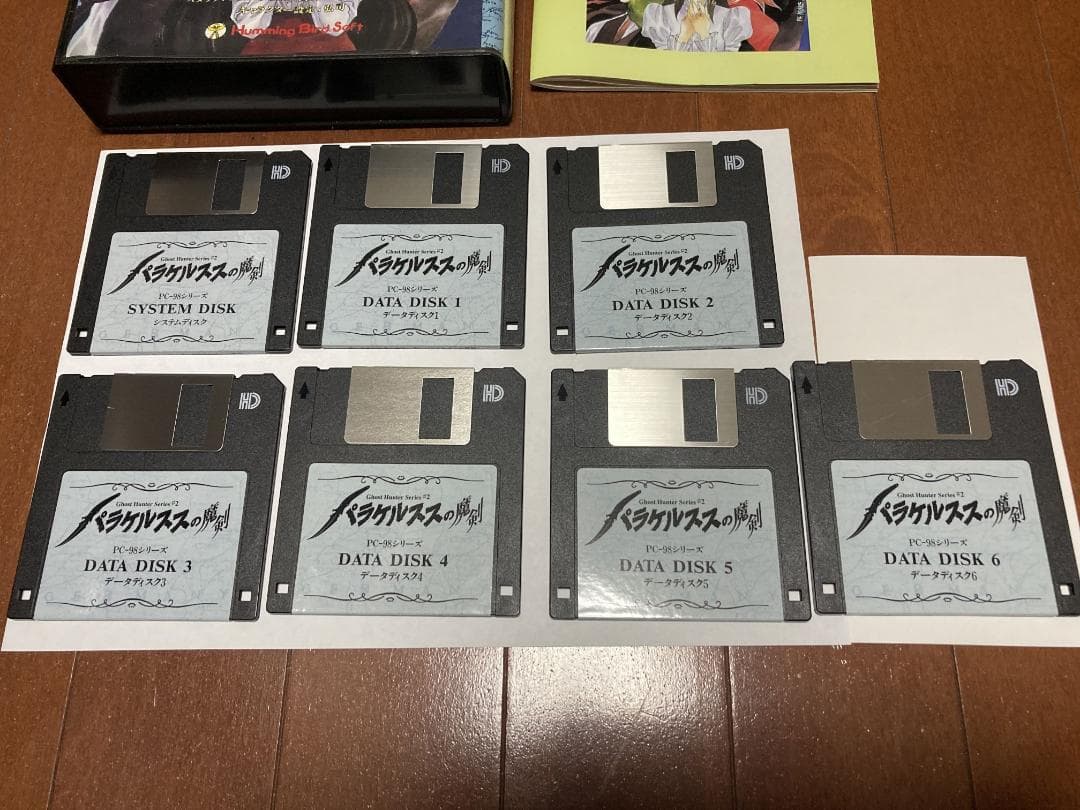 キャラクター設定・弘司
Humming Bird Soft
HD
Ghost Hunter Series #2
パラケルススの魔剣
PC-98シリーズ
SYSTEM DISK
システムディスク
HD
Ghost Hunter Series #2
パラケルススの魔剣
PC-98シリーズ
DATA DISK 1
データディスク1
HD
Ghost Hunter Series #2
パラケルススの魔剣
PC-98シリーズ
DATA DISK 2
データディスク2
HD
Ghost Hunter Series #2
パラケルススの魔剣
PC-98シリーズ
DATA DISK 3
データディスク3
HD
Ghost Hunter Series #2
パラケルススの魔剣
PC-98シリーズ
DATA DISK 4
データディスク4
HD
Ghost Hunter Series #2
パラケルススの魔剣
PC-98シリーズ
DATA DISK 5
データディスク5
HD
Ghost Hunter Series #2
パラケルススの魔剣
PC-98シリーズ
DATA DISK 6
データディスク6